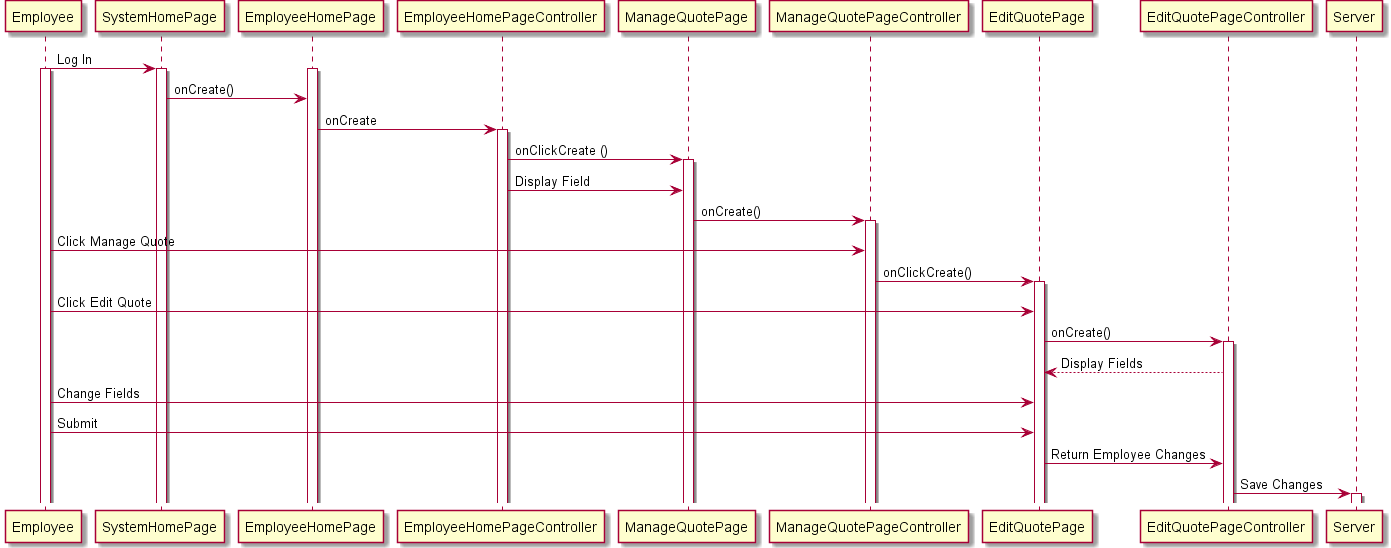 Employee SystemHomePage EmployeeHomePage EmployeeHomePageController ManageQuotePage ManageQuotePageController EditQuotePage EditQuotePageController Server
Log In
onCreate()
onCreate
onClickCreate ()
Display Field
onCreate()
Click Manage Quote
onClickCreate()
Click Edit Quote
onCreate()
Display Fields
Change Fields
Submit
Return Employee Changes
Save Changes
Employee SystemHomePage EmployeeHomePage EmployeeHomePageController ManageQuotePage ManageQuotePageController EditQuotePage EditQuotePageController Server